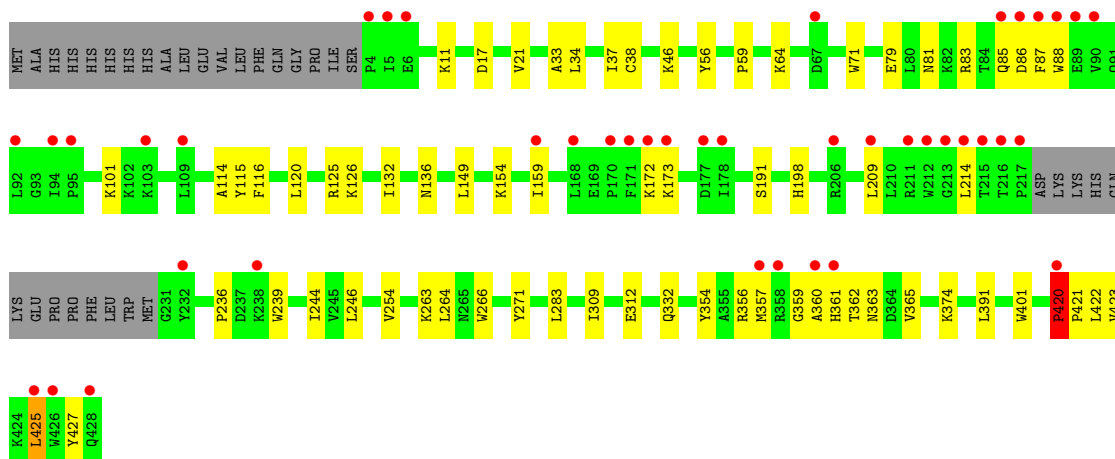 MET ALA HIS HIS HIS HIS HIS HIS ALA LEU GLU VAL LEU PHE GLN GLY PRO ILE SER P4 I5 E6 K11 D17 V21 A33 L34 I37 C38 K46 Y56 P59 K64 D67 W71 E79 L80 N81 K82 R83 T84 Q85 D86 F87 W88 E89 V90 Q91
L92 G93 I94 P95 K101 K102 K103 L109 A114 Y115 F116 L120 R125 K126 I132 N136 L149 K154 I159 L168 E169 P170 F171 K172 K173 D177 I178 S191 H198 R206 L209 L210 R211 W212 G213 L214 T215 T216 P217 ASP LYS LYS HIS GLN
LYS GLU PRO PRO PHE LEU TRP MET G231 Y232 P236 D237 K238 W239 I244 V245 L246 V254 K263 L264 N265 W266 Y271 L283 I309 E312 Q332 Y354 A355 R356 M357 R358 G359 A360 H361 T362 N363 D364 V365 K374 L391 W401 P420 P421 L422 V423
K424 L425 W426 Y427 Q428